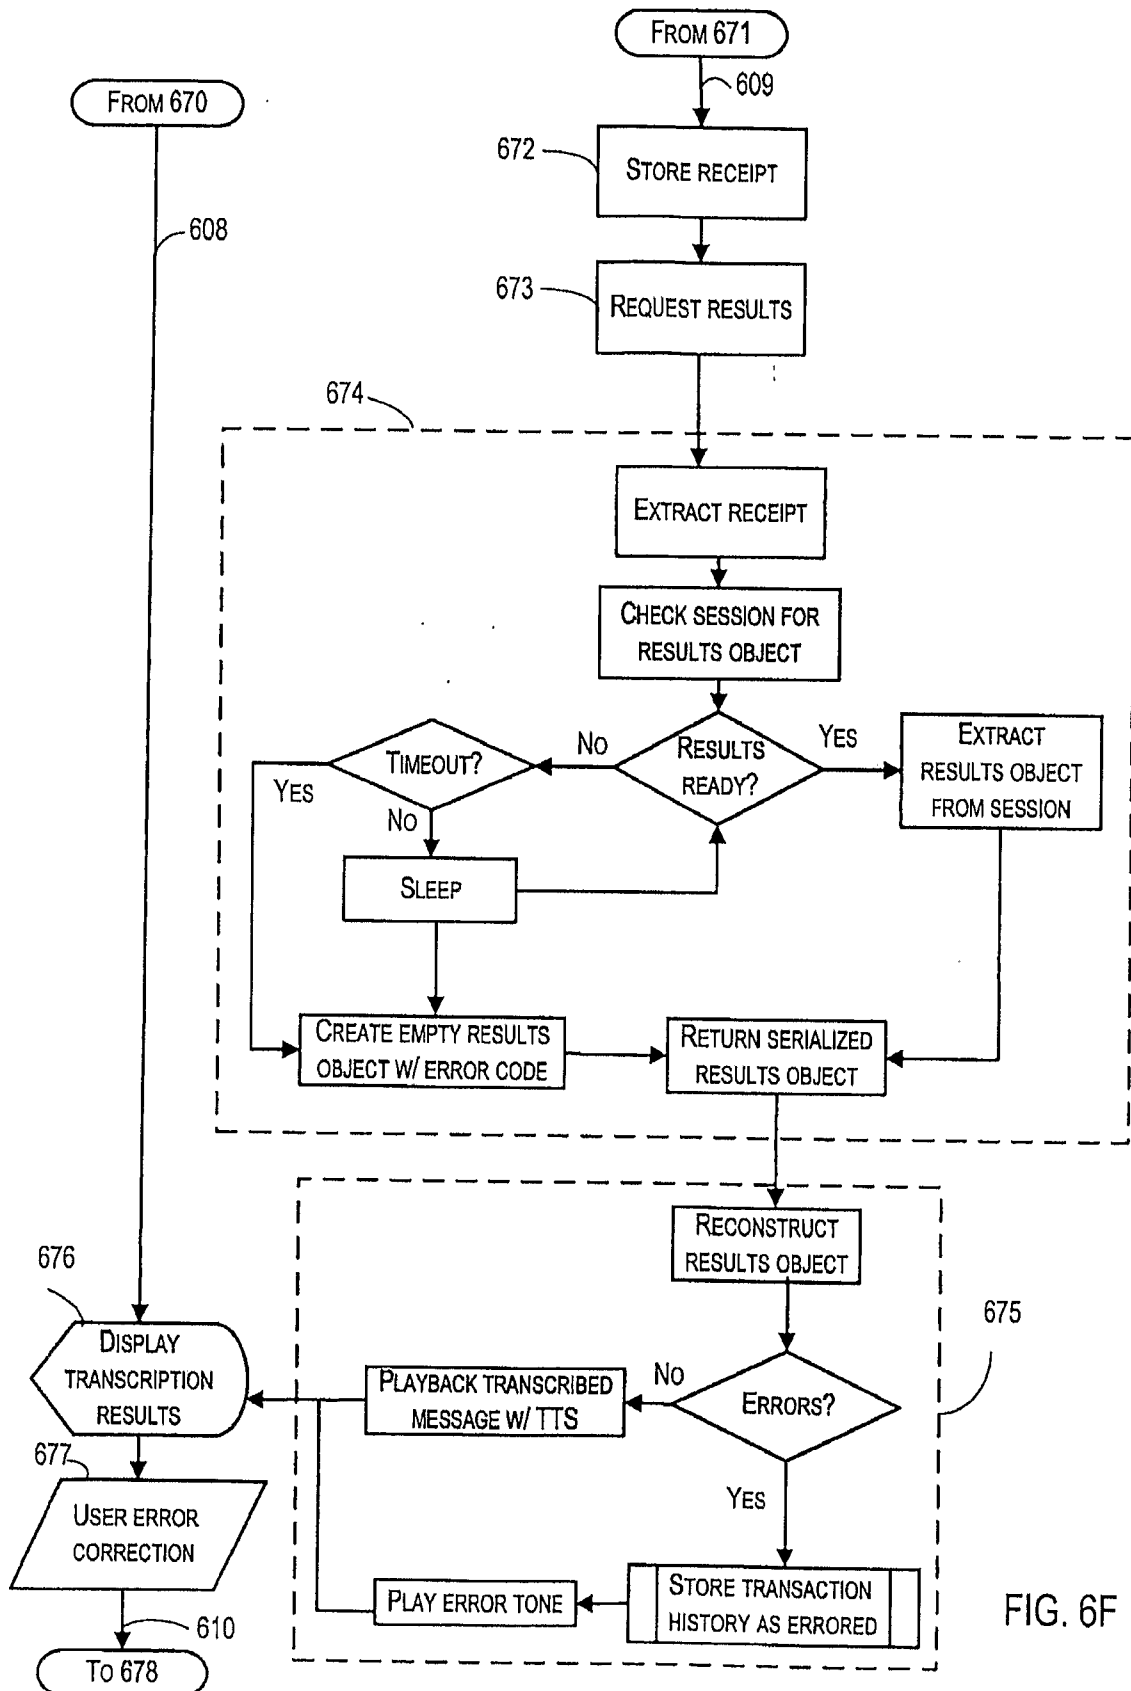 FROM 671
609
FROM 670
672
STORE RECEIPT
608
673
REQUEST RESULTS
674
EXTRACT RECEIPT
CHECK SESSION FOR
RESULTS OBJECT
TIMEOUT?
NO
RESULTS
READY?
YES
EXTRACT
RESULTS OBJECT
FROM SESSION
YES
NO
SLEEP
CREATE EMPTY RESULTS
OBJECT W/ ERROR CODE
RETURN SERIALIZED
RESULTS OBJECT
RECONSTRUCT
RESULTS OBJECT
676
675
DISPLAY
TRANSCRIPTION
RESULTS
PLAYBACK TRANSCRIBED
MESSAGE W/ TTS
NO
ERRORS?
677
YES
USER ERROR
CORRECTION
PLAY ERROR TONE
STORE TRANSACTION
HISTORY AS ERRORED
610
TO 678
FIG. 6F